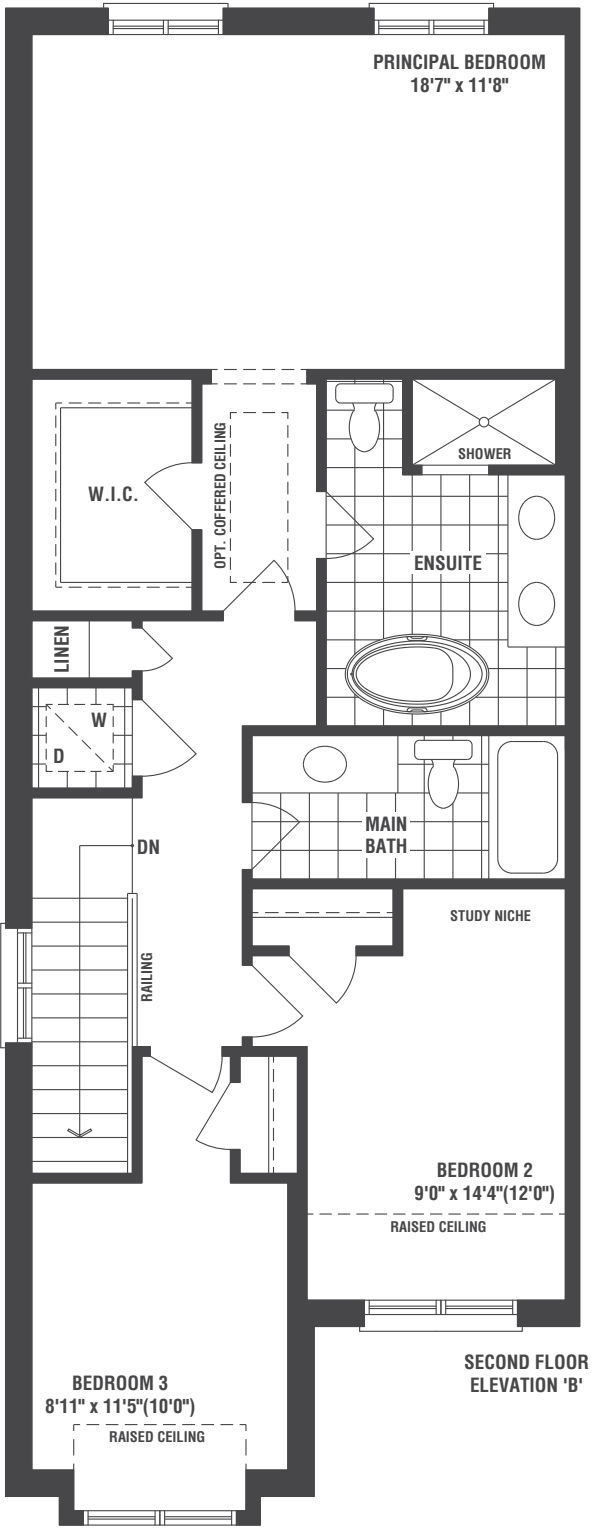 PRINCIPAL BEDROOM
18'7" x 11'8"
OPT. COFFERED CEILING
SHOWER
W.I.C.
ENSUITE
LINEN
W
D
MAIN
BATH
DN
STUDY NICHE
RAILING
BEDROOM 2
9'0" x 14'4"(12'0")
RAISED CEILING
SECOND FLOOR
ELEVATION 'B'
BEDROOM 3
8'11" x 11'5"(10'0")
RAISED CEILING